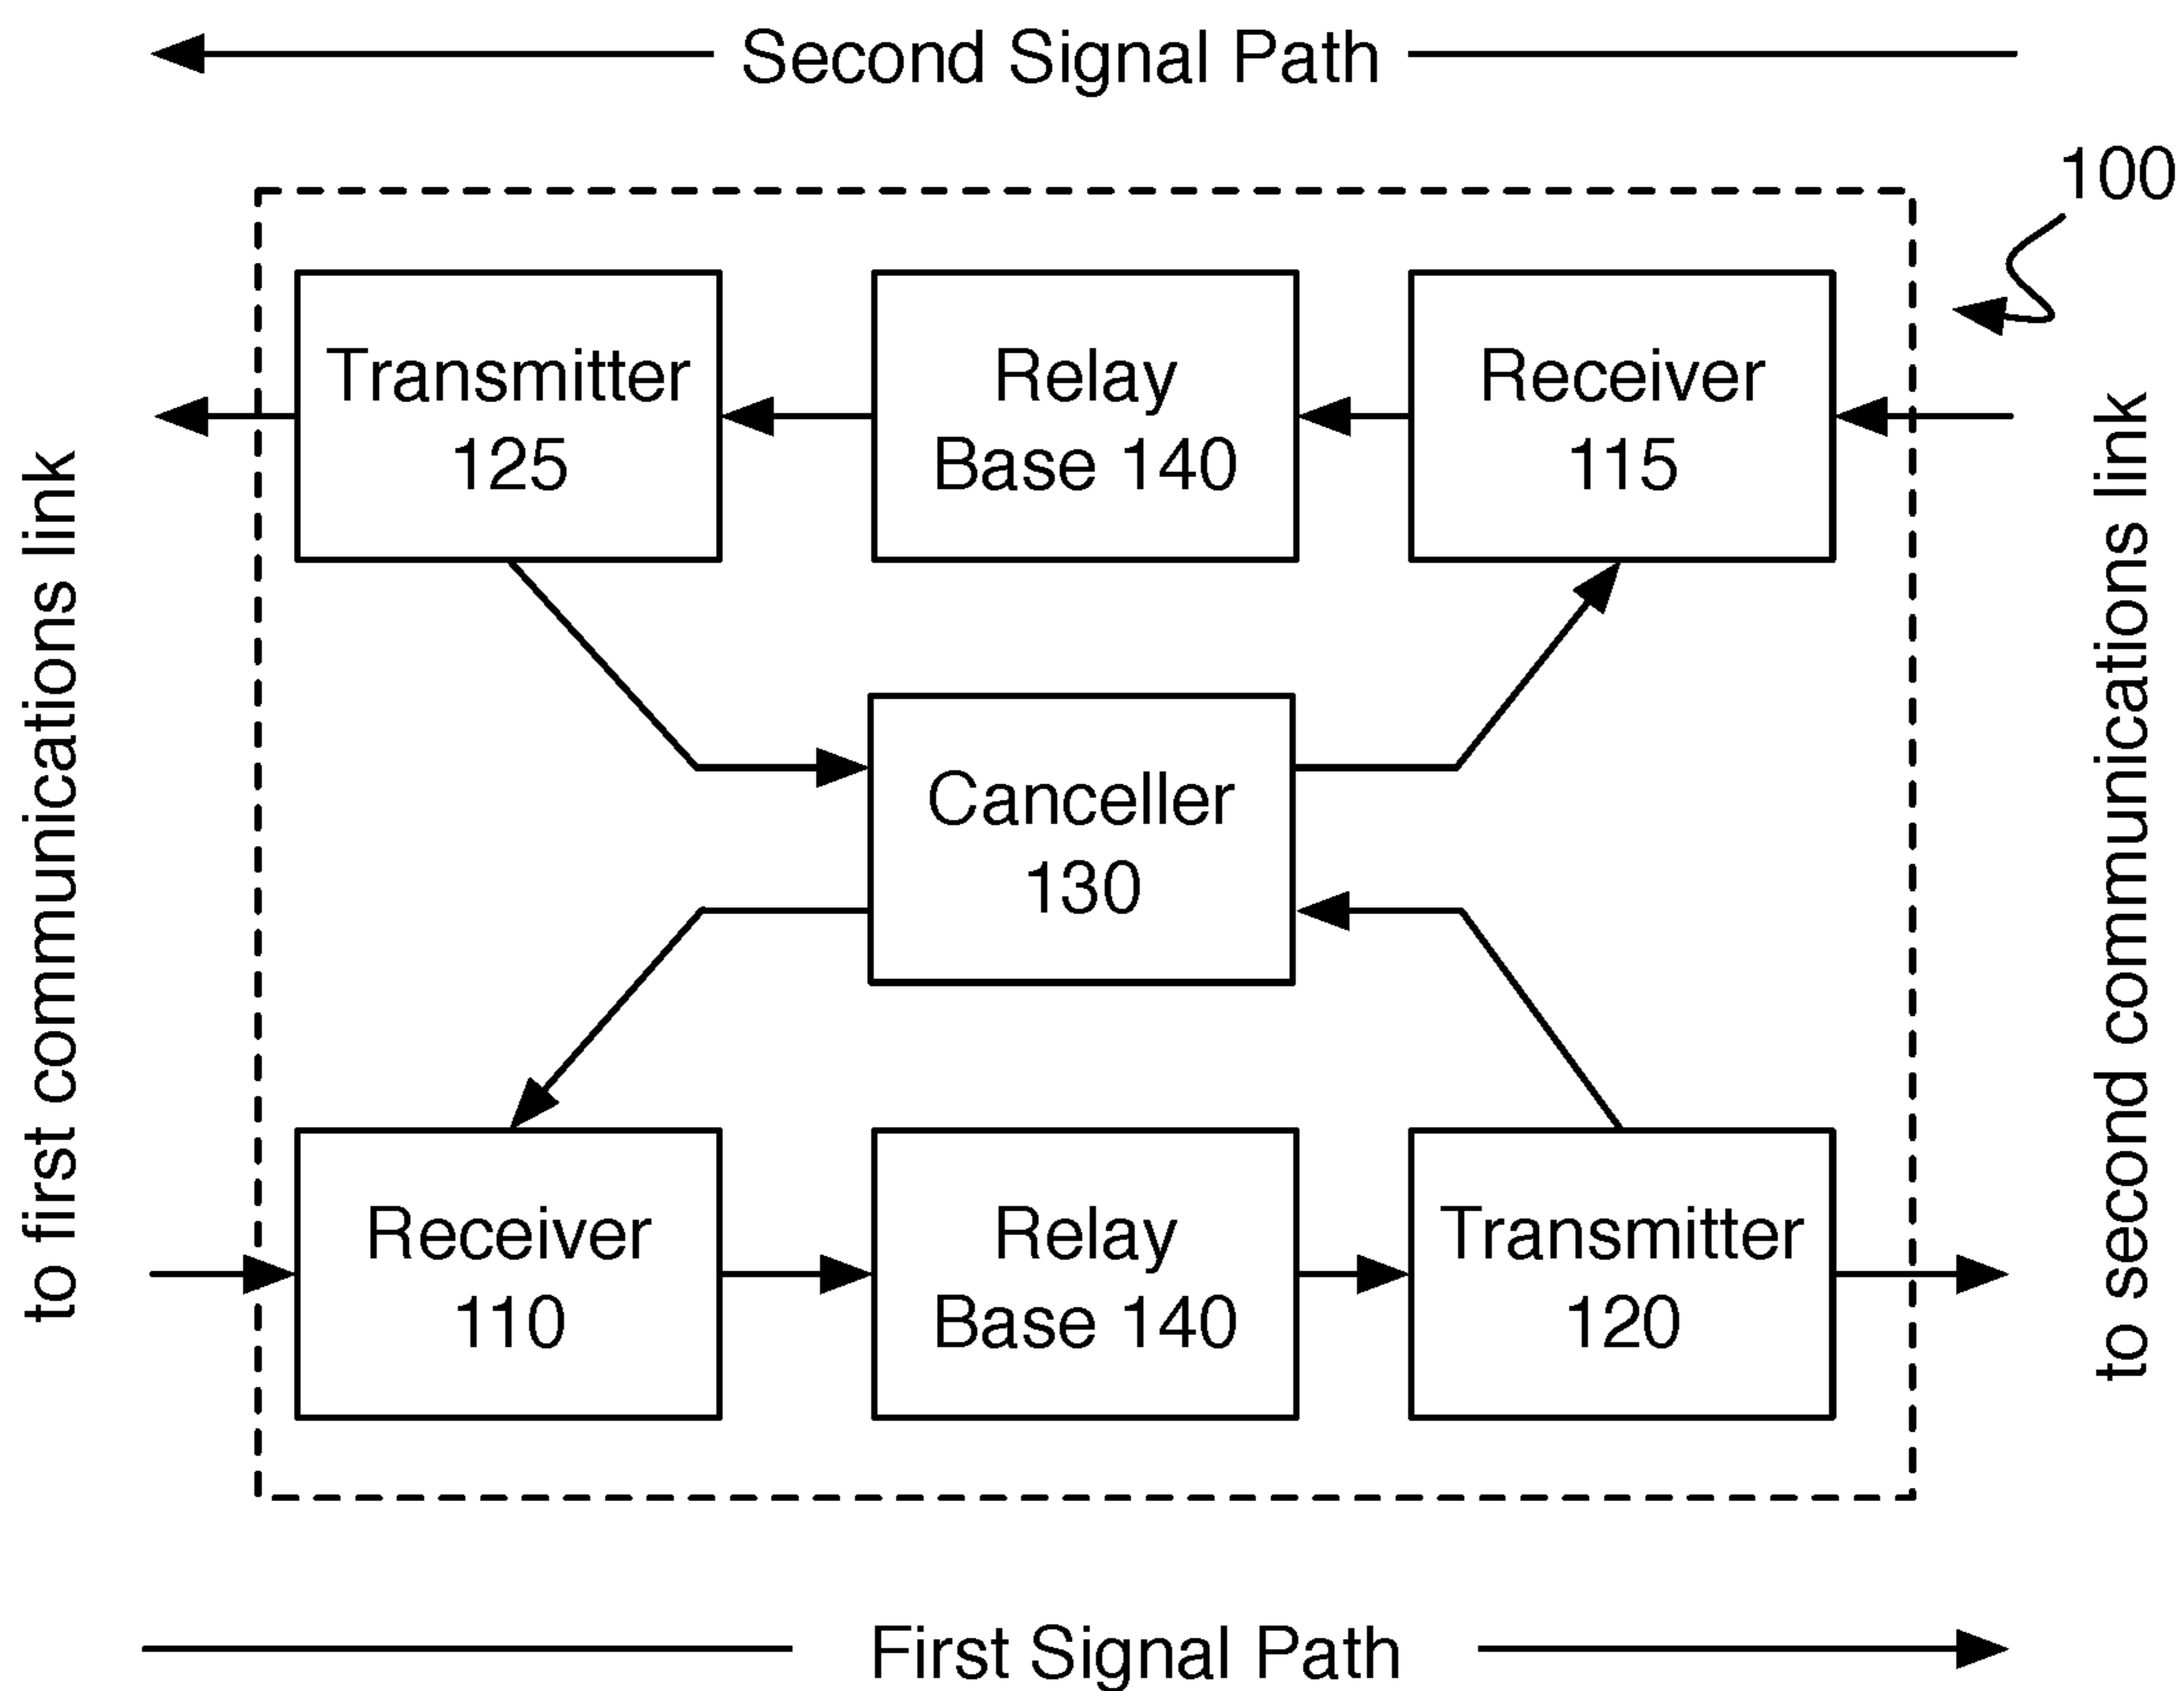 Second Signal Path
100
Transmitter
125
Relay
Base 140
Receiver
115
to first communications link
to second communications link
Canceller
130
Receiver
110
Relay
Base 140
Transmitter
120
First Signal Path